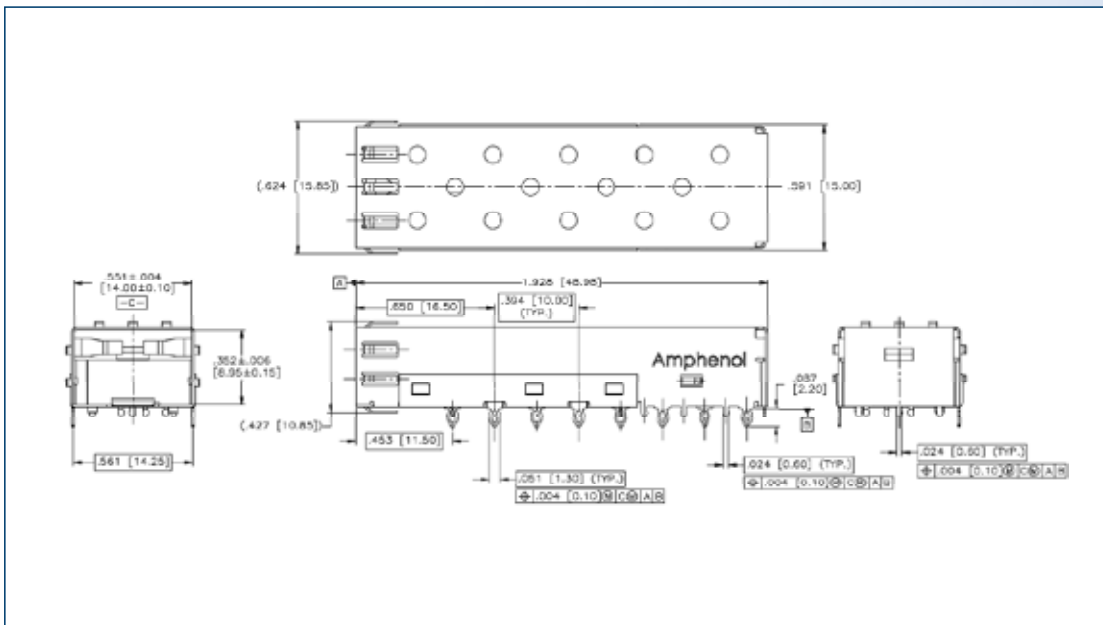 (.624 [15.85])
.591 [15.00]
.551±.004
[14.00±0.10]
-C-
A
1.928 [48.98]
.650 [16.50]
.394 [10.00]
(TYP.)
.352±.006
[8.95±0.15]
Amphenol
.087
[2.20]
(.427 [10.85])
.453 [11.50]
B
.561 [14.25]
.024 [0.60] (TYP.)
.004 [0.10] Ⓜ C Ⓜ A B
.051 [1.30] (TYP.)
.004 [0.10] Ⓜ C Ⓜ A B
.024 [0.60] (TYP.)
.004 [0.10] Ⓜ C Ⓜ A B